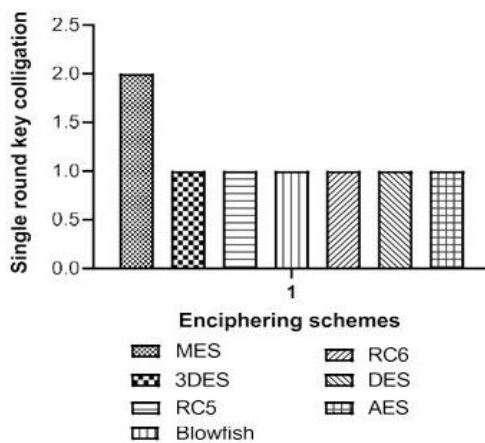 Single round key colligation
2.5
2.0
1.5
1.0
0.5
0.0
1
Enciphering schemes
MES
3DES
RC5
Blowfish
RC6
DES
AES